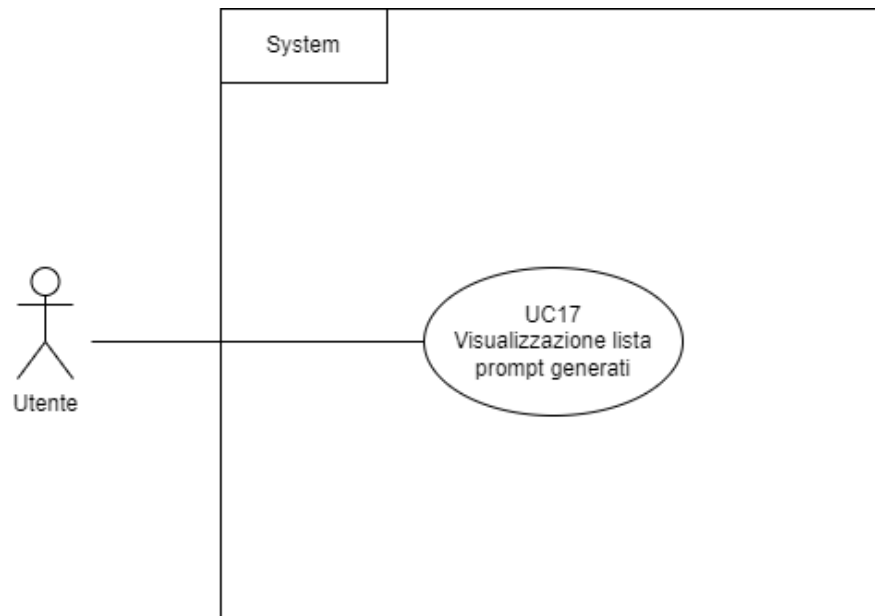 System
UC17
Visualizzazione lista
prompt generati
Utente